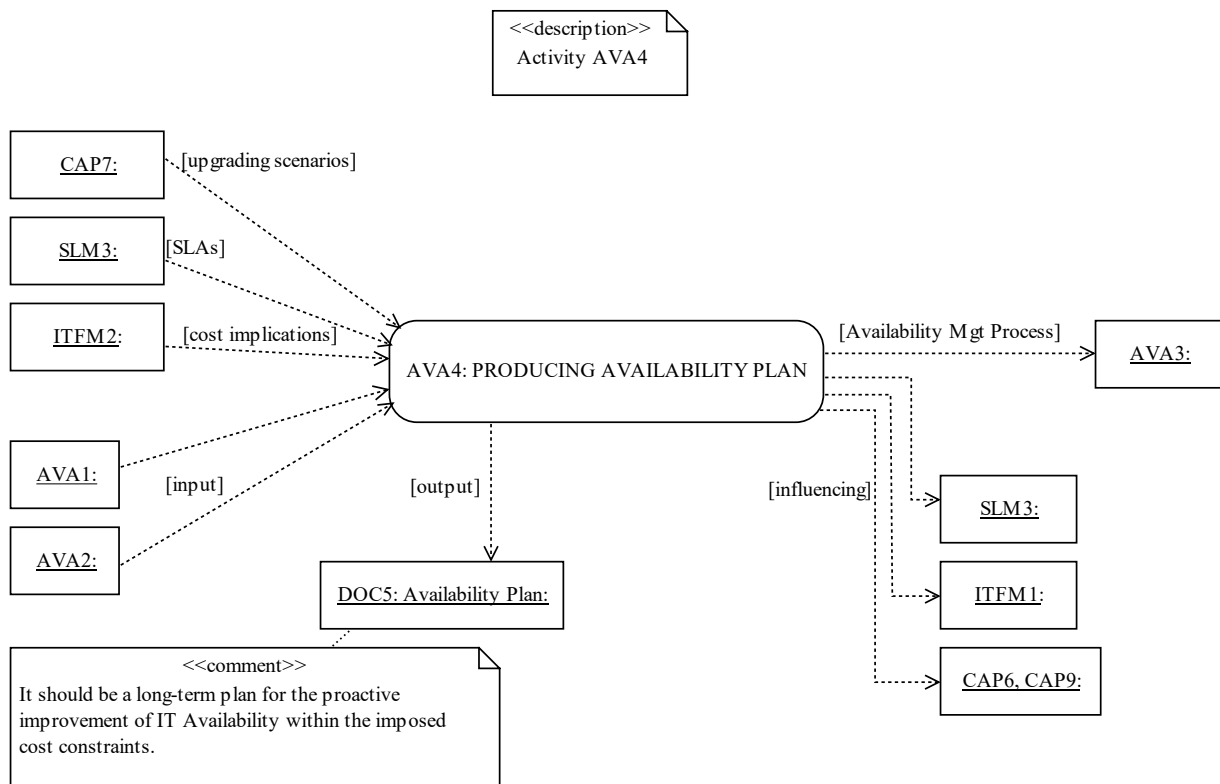 <<description>>
Activity AVA4
CAP7:
[upgrading scenarios]
SLM3:
[SLAs]
ITFM2:
[cost implications]
[Availability Mgt Process]
AVA3:
AVA4: PRODUCING AVAILABILITY PLAN
AVA1:
[input]
[output]
[influencing]
SLM3:
AVA2:
DOC5: Availability Plan:
ITFM1:
<<comment>>
It should be a long-term plan for the proactive
improvement of IT Availability within the imposed
cost constraints.
CAP6, CAP9: